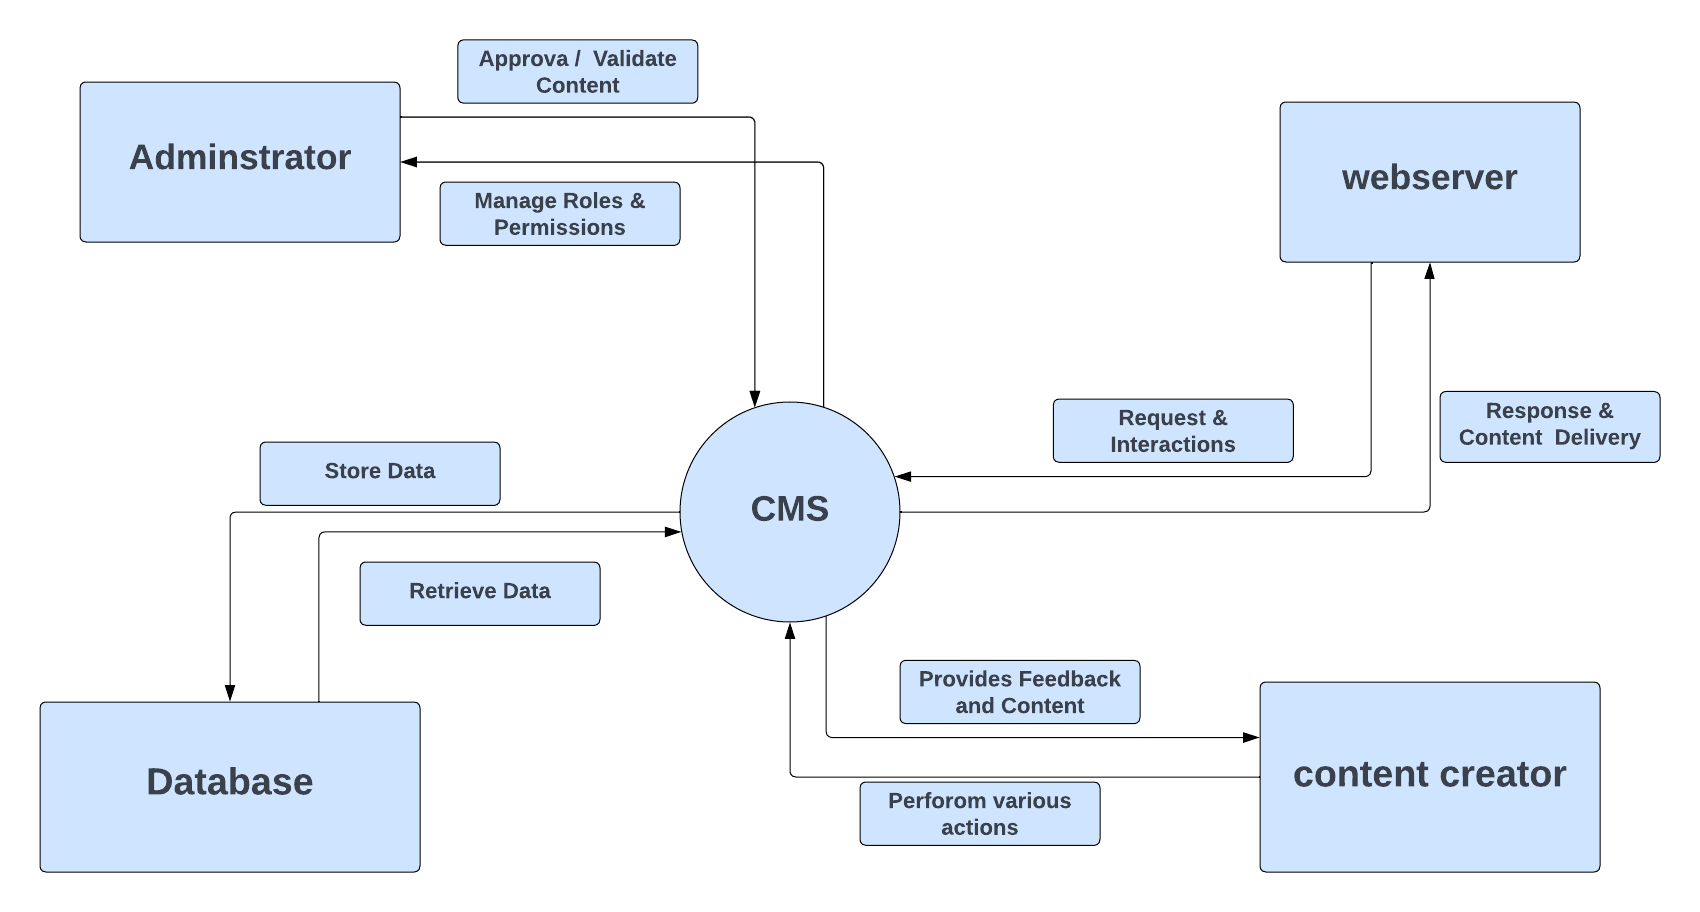 Approva /  Validate
Content
Adminstrator
webserver
Manage Roles &
Permissions
Request &
Interactions
Response &
Content  Delivery
Store Data
CMS
Retrieve Data
Provides Feedback
and Content
Database
content creator
Perforom various
actions